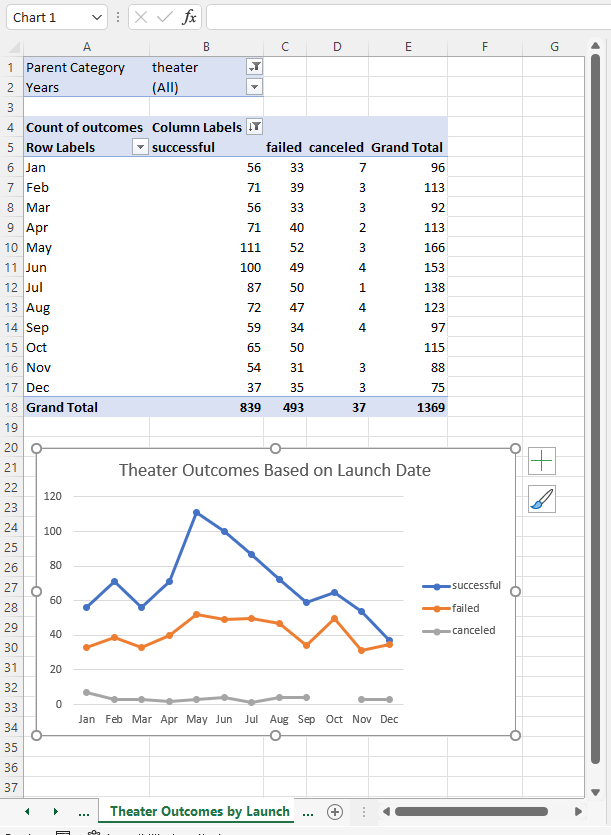 Chart 1 fx
A B C D E F G
1 Parent Category theater
2 Years (All)
3
4 Count of outcomes Column Labels
5 Row Labels successful failed canceled Grand Total
6 Jan 56 33 7 96
7 Feb 71 39 3 113
8 Mar 56 33 3 92
9 Apr 71 40 2 113
10 May 111 52 3 166
11 Jun 100 49 4 153
12 Jul 87 50 1 138
13 Aug 72 47 4 123
14 Sep 59 34 4 97
15 Oct 65 50 115
16 Nov 54 31 3 88
17 Dec 37 35 3 75
18 Grand Total 839 493 37 1369
19
20
21
22
23
24
25
26
27
28
29
30
31
32
33
34
35
36
37
Theater Outcomes Based on Launch Date
120
100
80
60
40
20
0
Jan Feb Mar Apr May Jun Jul Aug Sep Oct Nov Dec
successful
failed
canceled
... Theater Outcomes by Launch ...